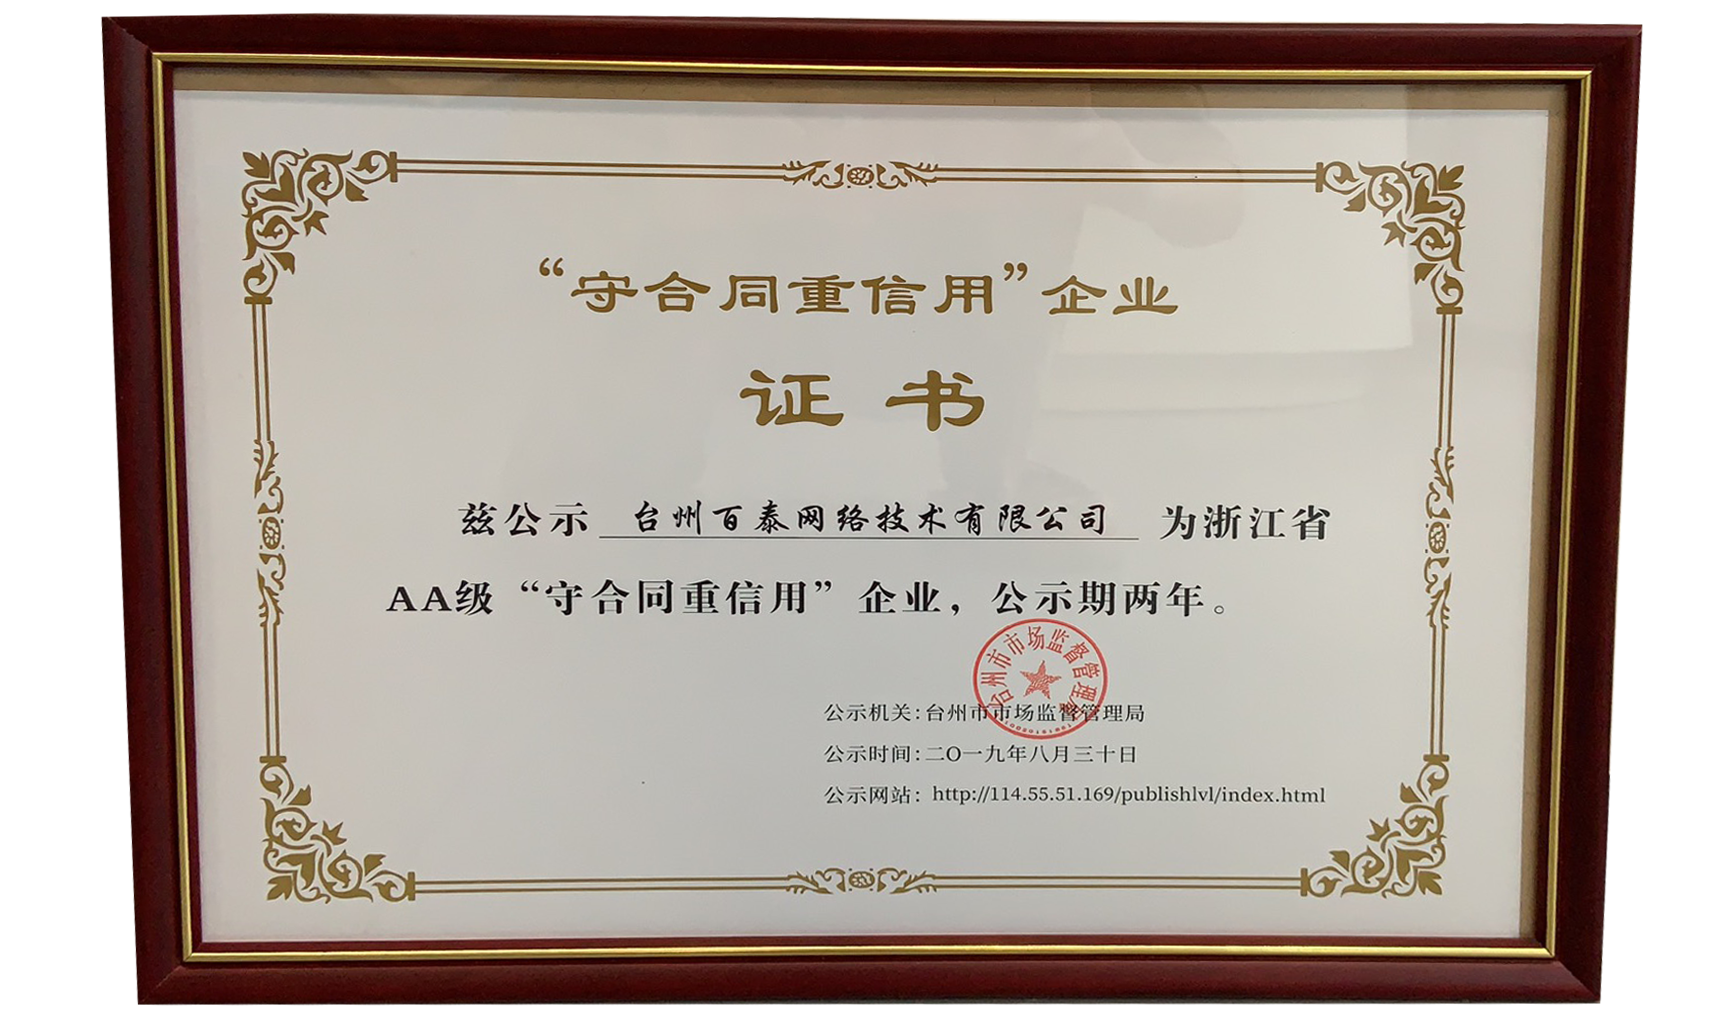 “守合同重信用”企业
证书
兹公示 台州百泰网络技术有限公司 为浙江省
AA级“守合同重信用”企业，公示期两年。
台州市市场监督管理局
公示机关：台州市市场监督管理局
公示时间：二〇一九年八月三十日
公示网站： http://114.55.51.169/publishlvl/index.html